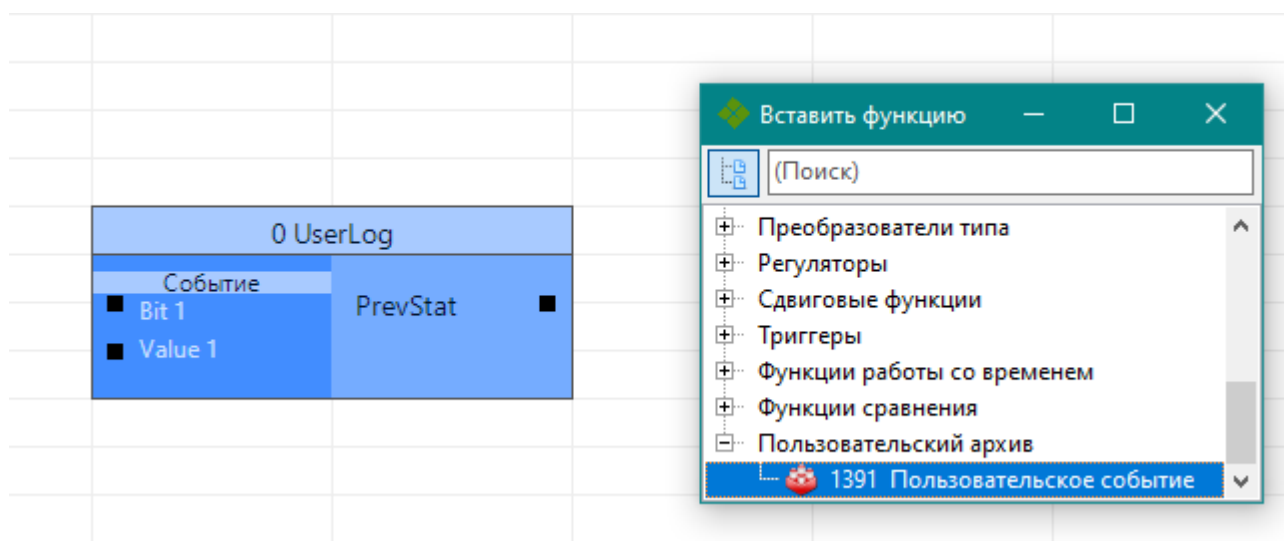 0 UserLog
Событие
Bit 1
Value 1
PrevStat
Вставить функцию
(Поиск)
Преобразователи типа
Регуляторы
Сдвиговые функции
Триггеры
Функции работы со временем
Функции сравнения
Пользовательский архив
1391 Пользовательское событие